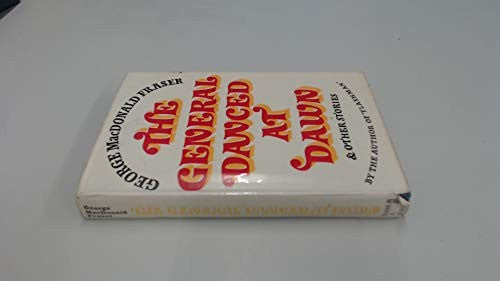 GEORGE MacDONALD FRASER
THE
GENERAL
DANCED
AT
DAWN
& OTHER STORIES
BY THE AUTHOR OF 'FLASHMAN'
George
MacDonald
Fraser
THE GENERAL DANCED AT DAWN